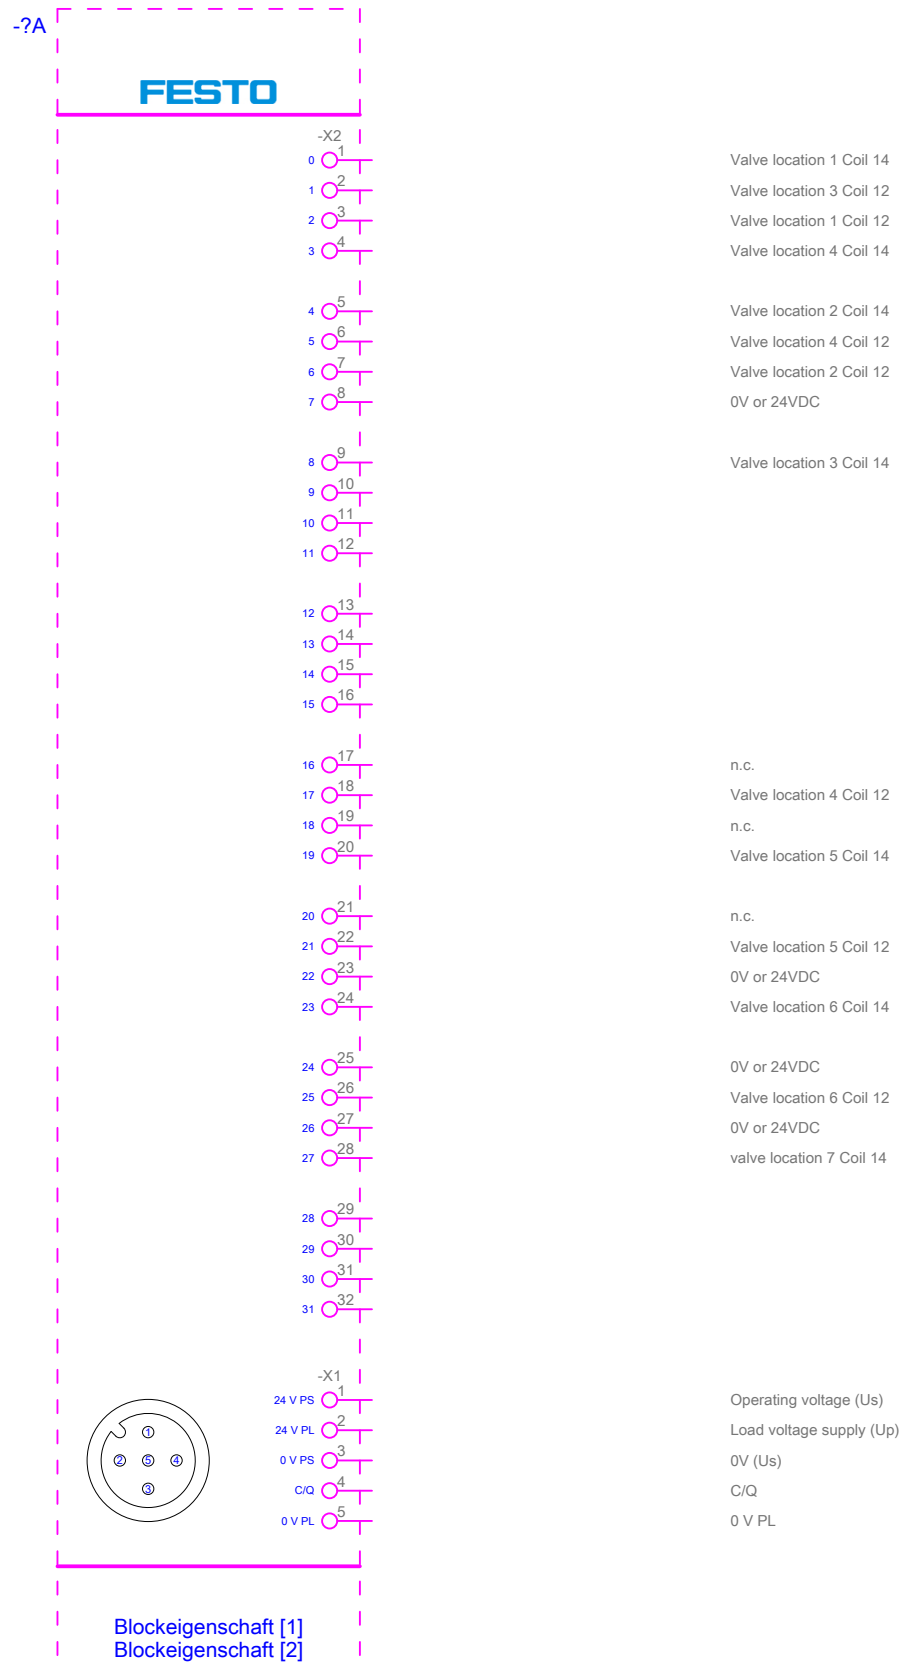 -?A
FESTO
-X2
0 1 Valve location 1 Coil 14
1 2 Valve location 3 Coil 12
2 3 Valve location 1 Coil 12
3 4 Valve location 4 Coil 14
4 5 Valve location 2 Coil 14
5 6 Valve location 4 Coil 12
6 7 Valve location 2 Coil 12
7 8 0V or 24VDC
8 9 Valve location 3 Coil 14
9 10
10 11
11 12
12 13
13 14
14 15
15 16
16 17 n.c.
17 18 Valve location 4 Coil 12
18 19 n.c.
19 20 Valve location 5 Coil 14
20 21 n.c.
21 22 Valve location 5 Coil 12
22 23 0V or 24VDC
23 24 Valve location 6 Coil 14
24 25 0V or 24VDC
25 26 Valve location 6 Coil 12
26 27 0V or 24VDC
27 28 valve location 7 Coil 14
28 29
29 30
30 31
31 32
-X1
24 V PS 1 Operating voltage (Us)
24 V PL 2 Load voltage supply (Up)
0 V PS 3 0V (Us)
C/Q 4 C/Q
0 V PL 5 0 V PL
1
2 5 4
3
Blockeigenschaft [1]
Blockeigenschaft [2]